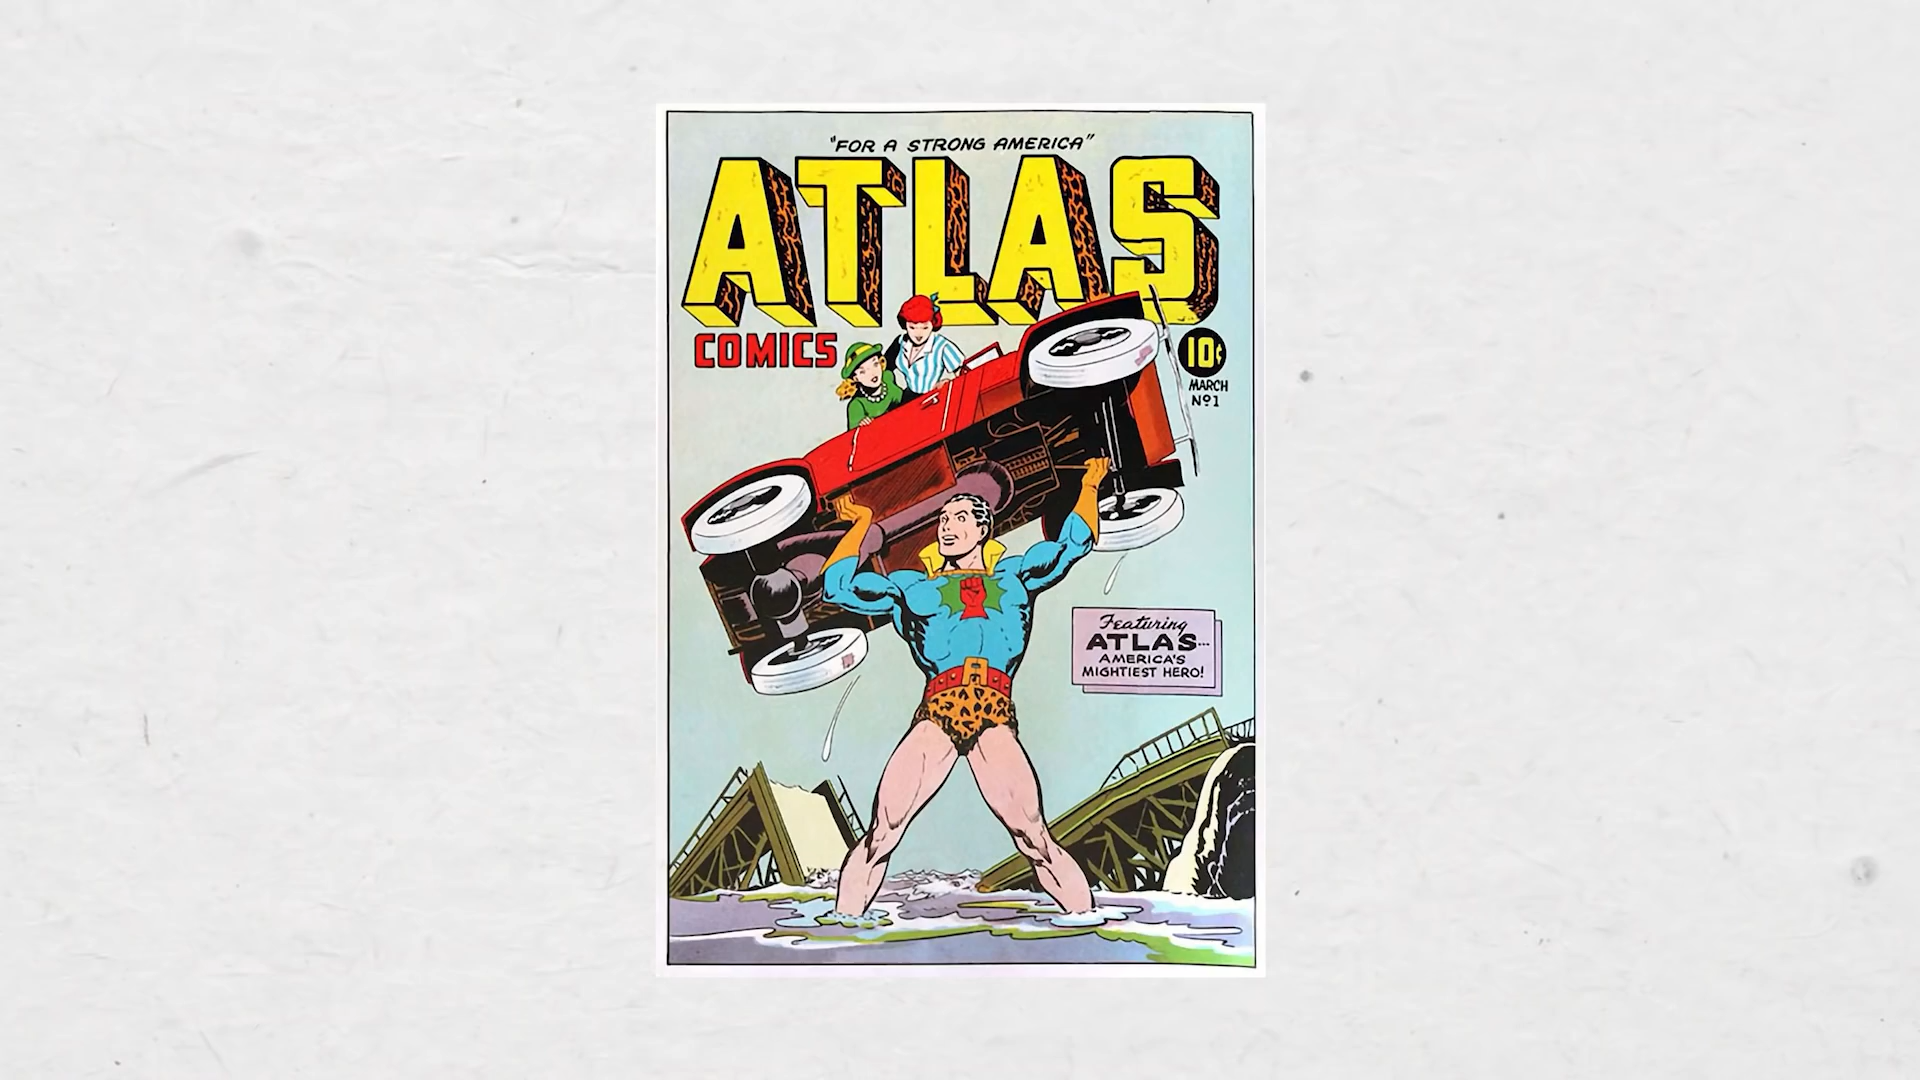 "FOR A STRONG AMERICA"
ATLAS
COMICS
10¢
MARCH
Nº1
Featuring
ATLAS...
AMERICA'S
MIGHTIEST HERO!
A